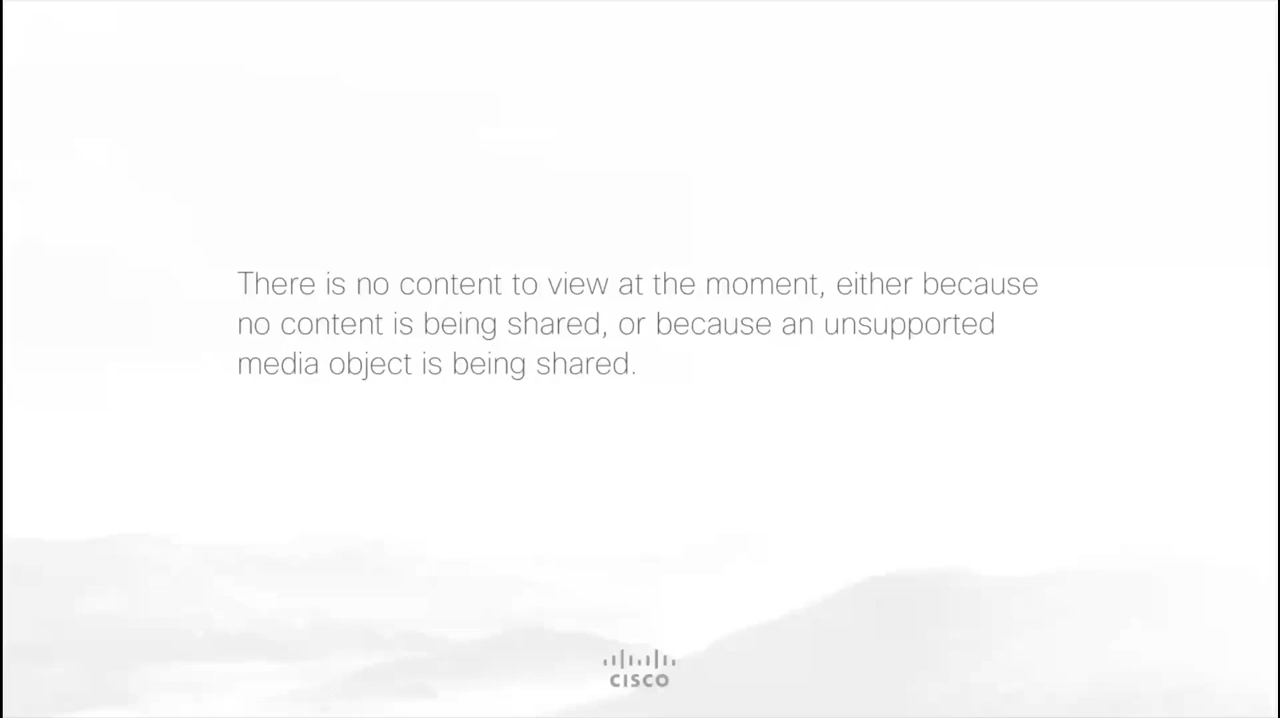 There is no content to view at the moment, either because
no content is being shared, or because an unsupported
media object is being shared.
CISCO